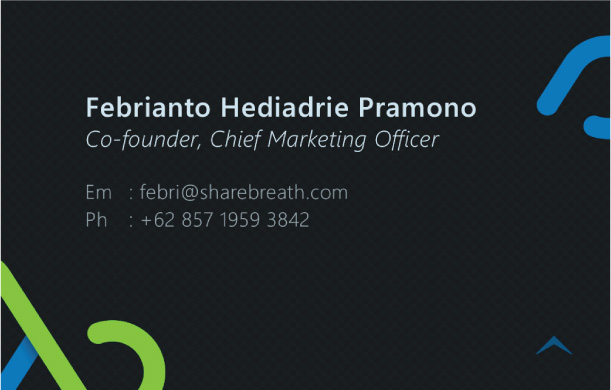 Febrianto Hediadrie Pramono
Co-founder, Chief Marketing Officer
Em : febri@sharebreath.com
Ph : +62 857 1959 3842